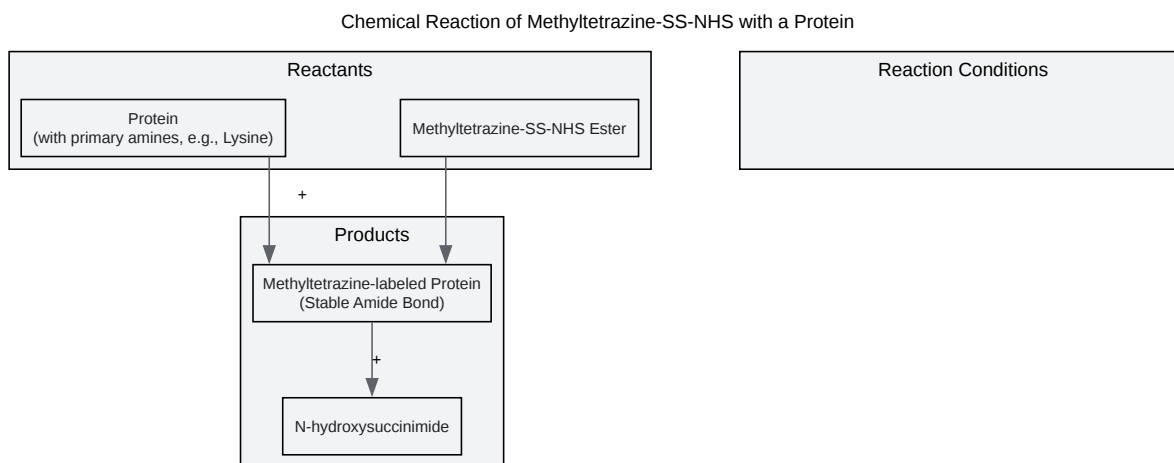 Chemical Reaction of Methyltetrazine-SS-NHS with a Protein
Reactants
Reaction Conditions
Protein
(with primary amines, e.g., Lysine)
Methyltetrazine-SS-NHS Ester
+
Products
Methyltetrazine-labeled Protein
(Stable Amide Bond)
+
N-hydroxysuccinimide